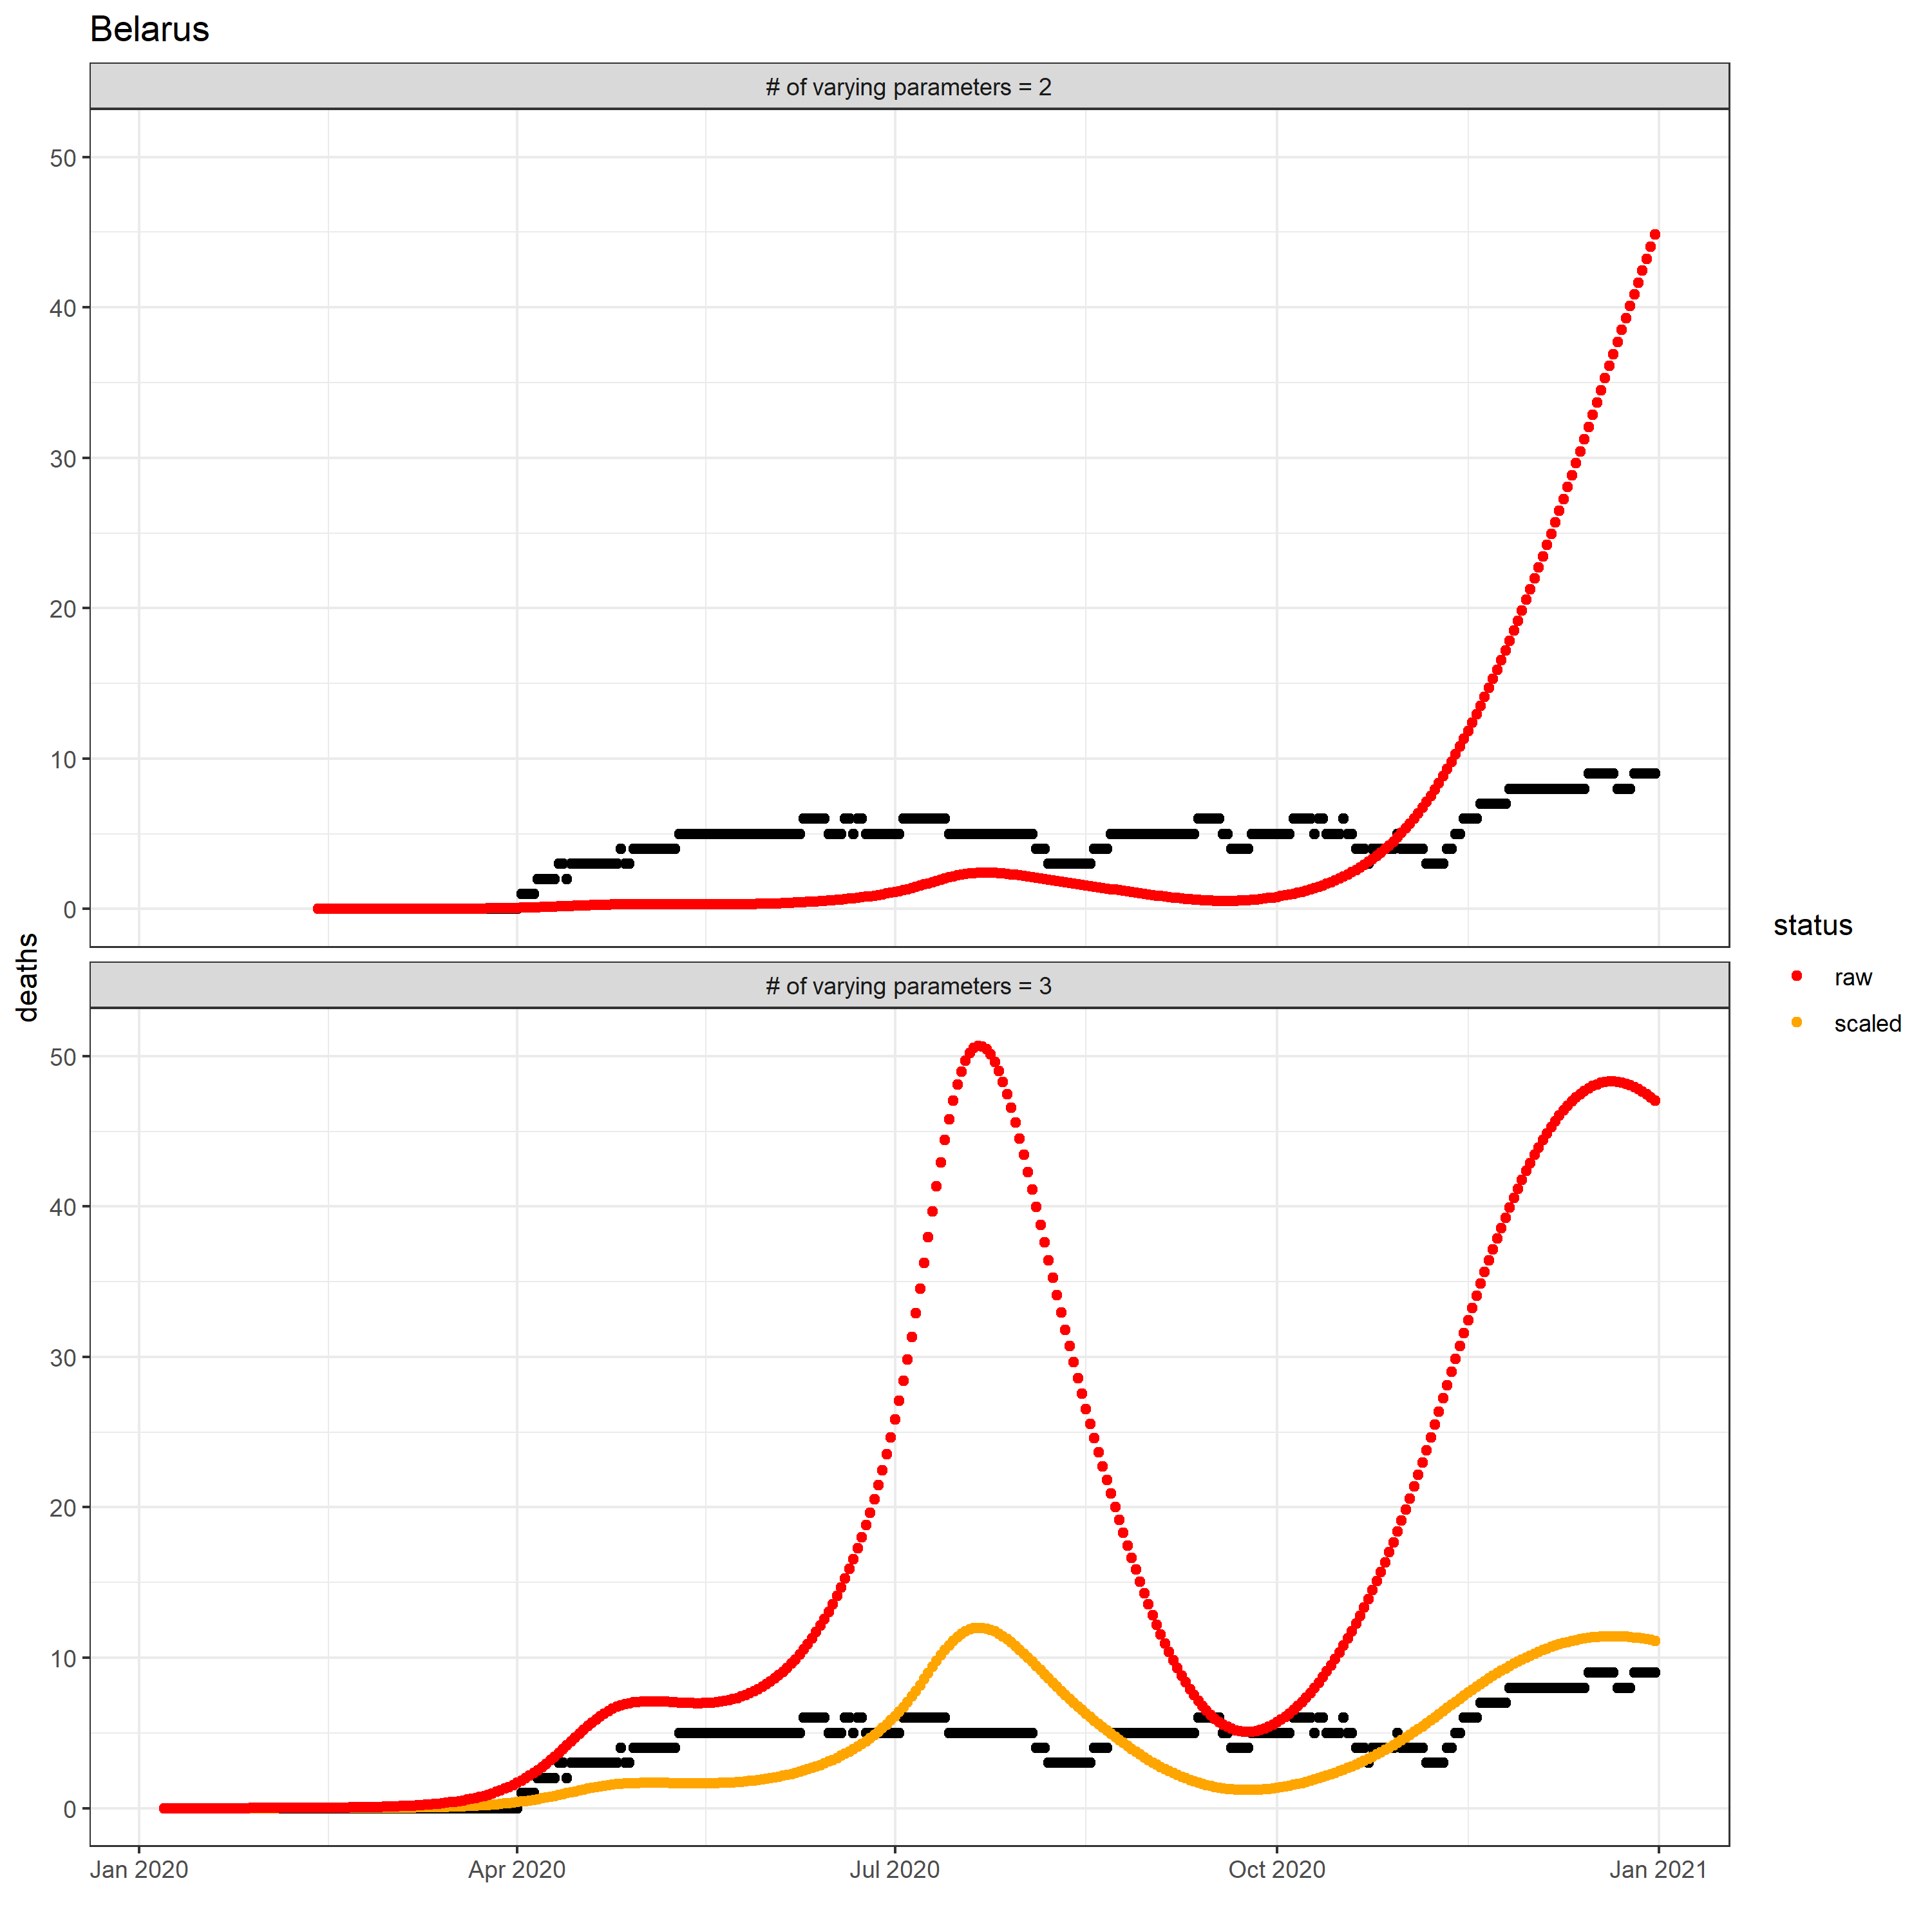 Belarus
# of varying parameters = 2
50
40
30
20
10
0
deaths
# of varying parameters = 3
50
40
30
20
10
0
Jan 2020
Apr 2020
Jul 2020
Oct 2020
Jan 2021
status
raw
scaled